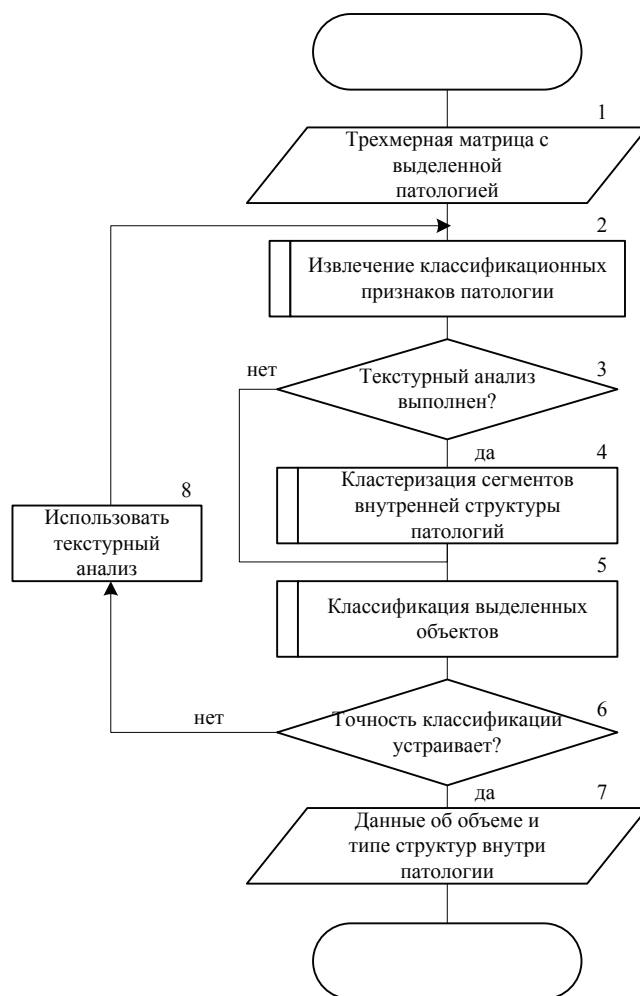 1
Трехмерная матрица с
выделенной
патологией
2
Извлечение классификационных
признаков патологии
3
нет
Текстурный анализ
выполнен?
да
4
8
Кластеризация сегментов
внутренней структуры
патологий
Использовать
текстурный
анализ
5
Классификация выделенных
объектов
6
нет
Точность классификации
устраивает?
да
7
Данные об объеме и
типе структур внутри
патологии